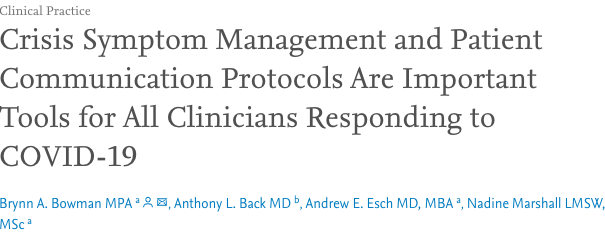 Clinical Practice
Crisis Symptom Management and Patient
Communication Protocols Are Important
Tools for All Clinicians Responding to
COVID-19
Brynn A. Bowman MPA a, Anthony L. Back MD b, Andrew E. Esch MD, MBA a, Nadine Marshall LMSW,
MSc a